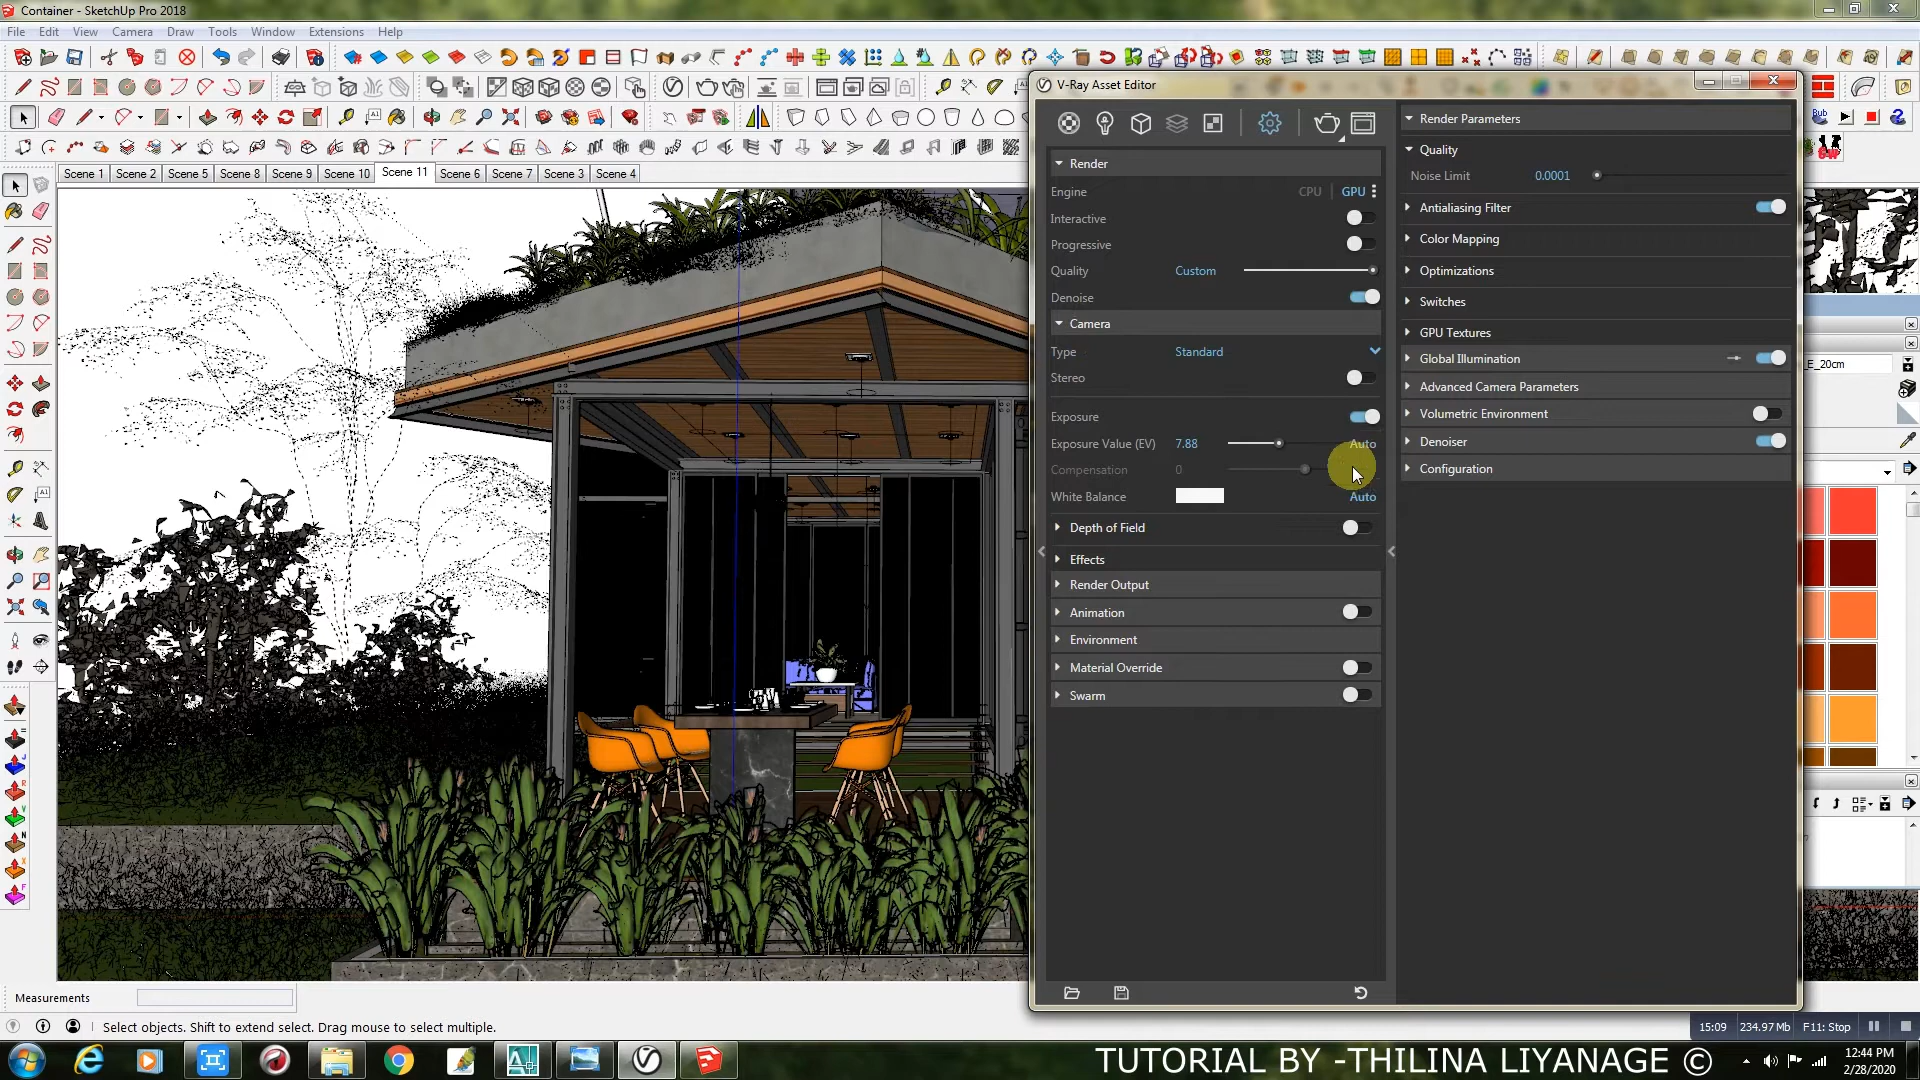 Container - SketchUp Pro 2018
File Edit View Camera Draw Tools Window Extensions Help
V-Ray Asset Editor
Scene 1 Scene 2 Scene 5 Scene 8 Scene 9 Scene 10 Scene 11 Scene 6 Scene 7 Scene 3 Scene 4
Render
Engine CPU GPU
Interactive
Progressive
Quality Custom
Denoise
Camera
Type Standard
Stereo
Exposure
Exposure Value (EV) 7.88 Auto
Compensation 0
White Balance Auto
Depth of Field
Effects
Render Output
Animation
Environment
Material Override
Swarm
Render Parameters
Quality
Noise Limit 0.0001
Antialiasing Filter
Color Mapping
Optimizations
Switches
GPU Textures
Global Illumination
Advanced Camera Parameters
Volumetric Environment
Denoiser
Configuration
Bub
_E_20cm
Measurements
Select objects. Shift to extend select. Drag mouse to select multiple.
15:09 234.97 Mb F11: Stop
TUTORIAL BY -THILINA LIYANAGE ©
12:44 PM
2/28/2020